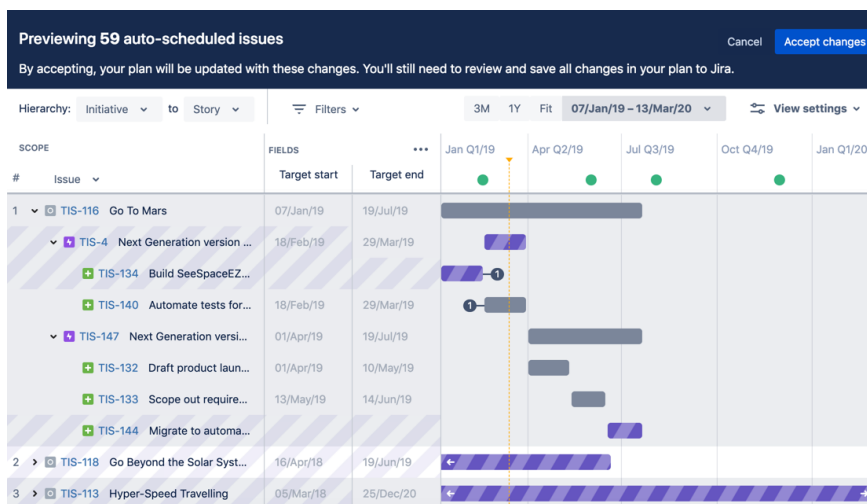 Previewing 59 auto-scheduled issues
Cancel
Accept changes
By accepting, your plan will be updated with these changes. You'll still need to review and save all changes in your plan to Jira.
Hierarchy: Initiative to Story Filters 3M 1Y Fit 07/Jan/19 – 13/Mar/20 View settings
SCOPE FIELDS ••• Jan Q1/19 Apr Q2/19 Jul Q3/19 Oct Q4/19 Jan Q1/20
# Issue Target start Target end
1 TIS-116 Go To Mars 07/Jan/19 19/Jul/19
TIS-4 Next Generation version ... 18/Feb/19 29/Mar/19
TIS-134 Build SeeSpaceEZ... 1
TIS-140 Automate tests for... 18/Feb/19 29/Mar/19 1
TIS-147 Next Generation versi... 01/Apr/19 19/Jul/19
TIS-132 Draft product laun... 01/Apr/19 10/May/19
TIS-133 Scope out require... 13/May/19 14/Jun/19
TIS-144 Migrate to automa...
2 TIS-118 Go Beyond the Solar Syst... 16/Apr/18 19/Jun/19
3 TIS-113 Hyper-Speed Travelling 05/Mar/18 25/Dec/20